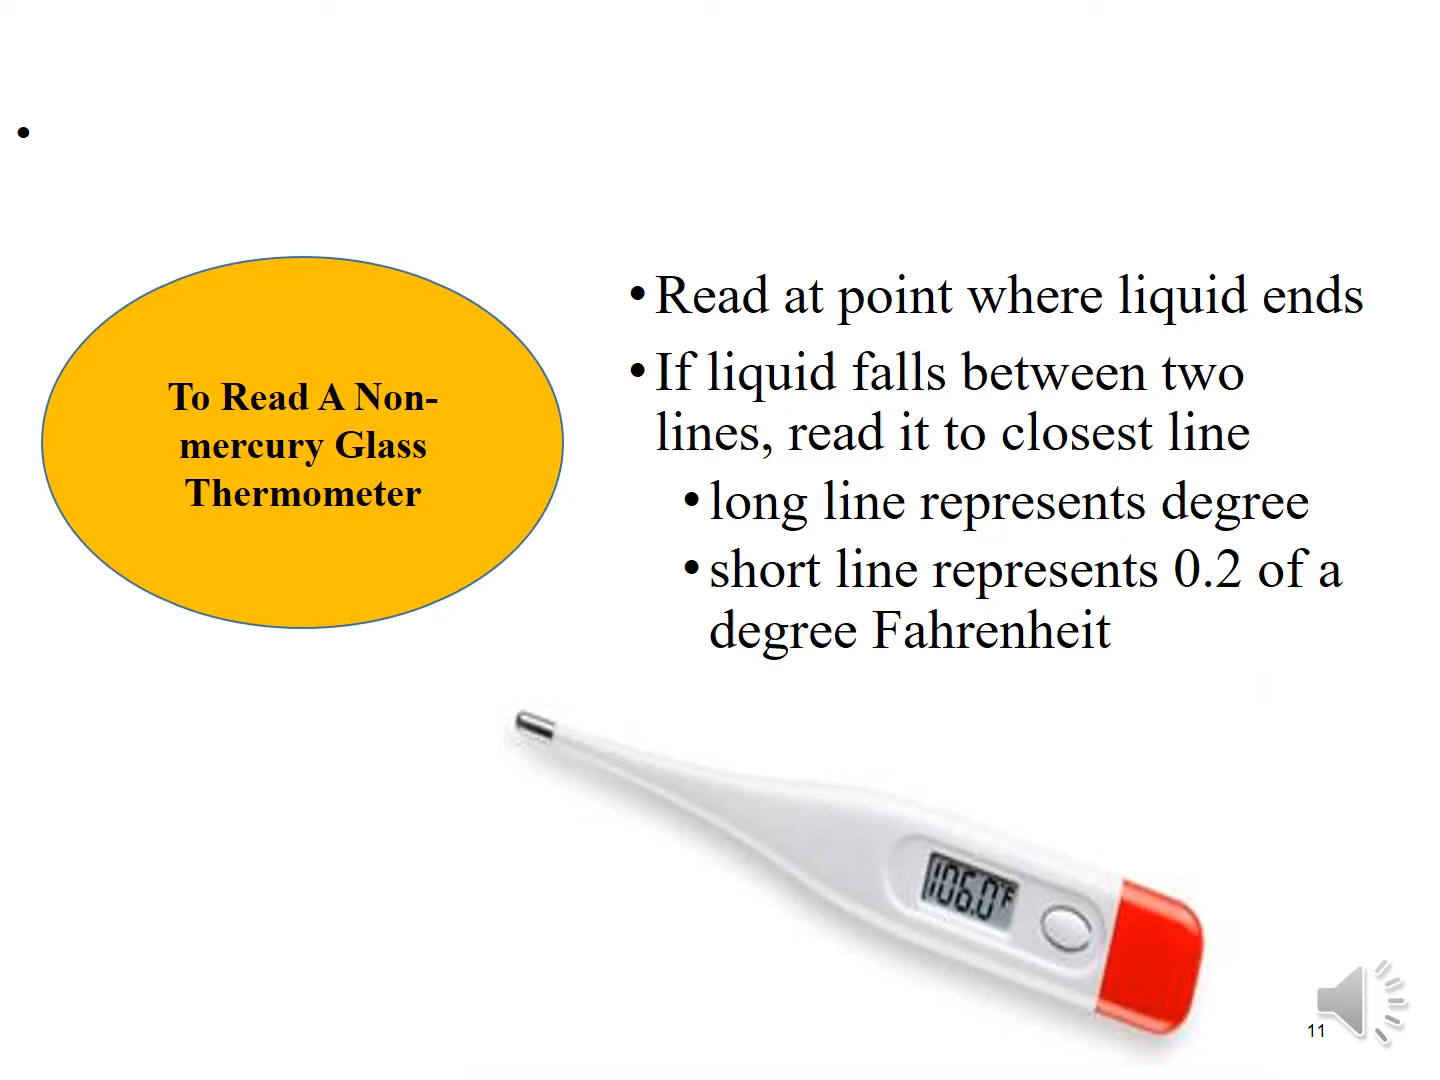 •
To Read A Non-
mercury Glass
Thermometer
• Read at point where liquid ends
• If liquid falls between two
lines, read it to closest line
• long line represents degree
• short line represents 0.2 of a
degree Fahrenheit
106.0°F
11